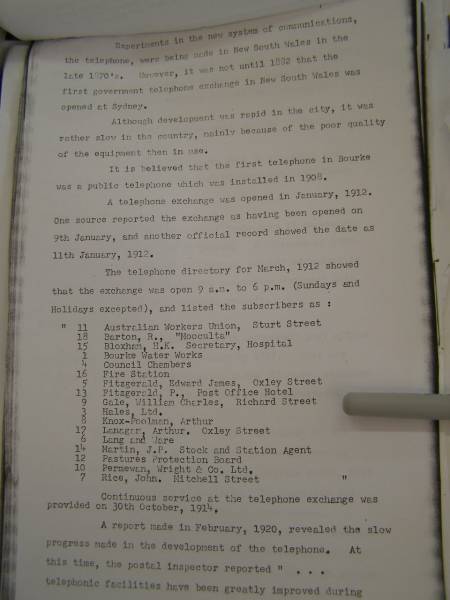 Experiments in the new system of communications,
the telephone, were being made in New South Wales in the
late 1870's. However, it was not until 1882 that the
first government telephone exchange in New South Wales was
opened at Sydney.
Although development was rapid in the city, it was
rather slow in the country, mainly because of the poor quality
of the equipment then in use.
It is believed that the first telephone in Bourke
was a public telephone which was installed in 1908.
A telephone exchange was opened in January, 1912.
One source reported the exchange as having been opened on
9th January, and another official record showed the date as
11th January, 1912.
The telephone directory for March, 1912 showed
that the exchange was open 9 a.m. to 6 p.m. (Sundays and
Holidays excepted), and listed the subscribers as :
" 11 Australian Workers Union, Sturt Street
18 Barton, R., "Mooculta"
15 Bloxham, H.K. Secretary, Hospital
1 Bourke Water Works
4 Council Chambers
16 Fire Station
5 Fitzgerald, Edward James, Oxley Street
13 Fitzgerald, P., Post Office Hotel
9 Gale, William Charles, Richard Street
3 Hales, Ltd.
8 Knox-Poolman, Arthur
17 Lanagar, Arthur. Oxley Street
6 Lang and Ware
14 Martin, J.P. Stock and Station Agent
12 Pastures Protection Board
10 Permewan, Wright & Co. Ltd.
7 Rice, John. Mitchell Street "
Continuous service at the telephone exchange was
provided on 30th October, 1914.
A report made in February, 1920, revealed the slow
progress made in the development of the telephone. At
this time, the postal inspector reported " . . .
telephonic facilities have been greatly improved during